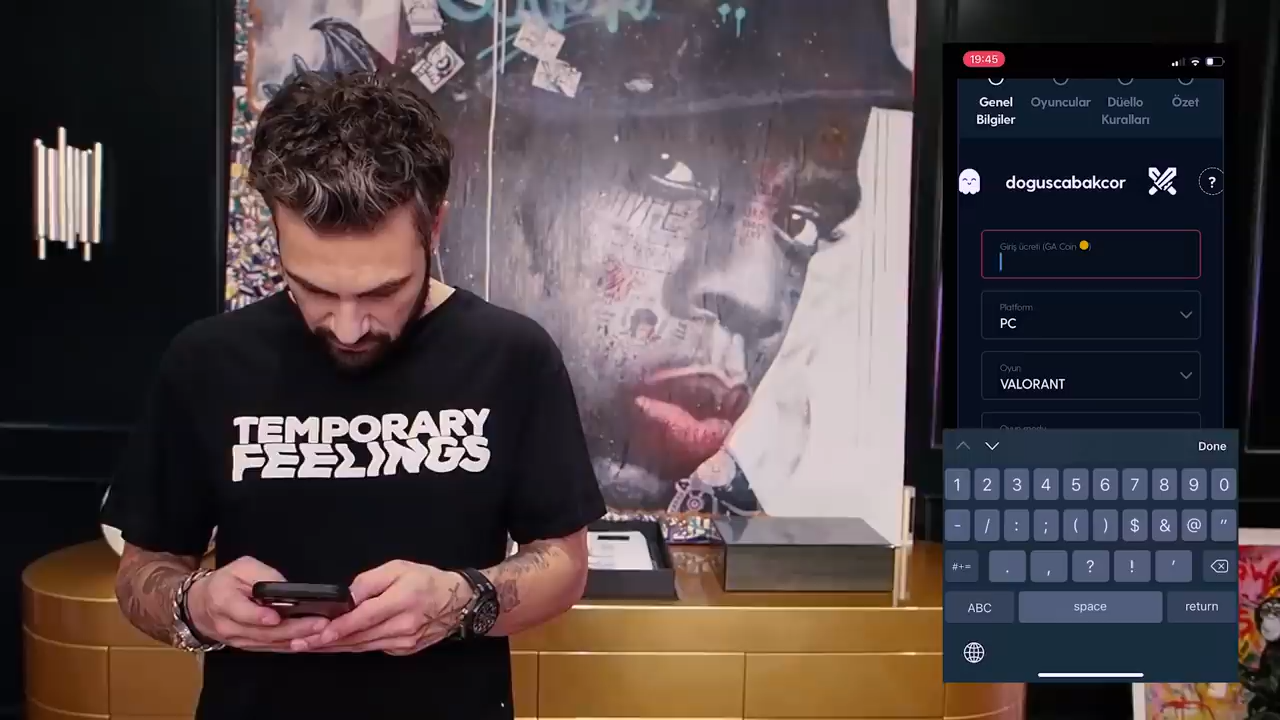 TEMPORARY
FEELINGS
19:45
Genel
Bilgiler
Oyuncular
Düello
Kuralları
Özet
doguscabakcor
?
Giriş ücreti (GA Coin )
Platform
PC
Oyun
VALORANT
Done
1 2 3 4 5 6 7 8 9 0
- / : ; ( ) $ & @ "
#+= . , ? ! '
ABC space return